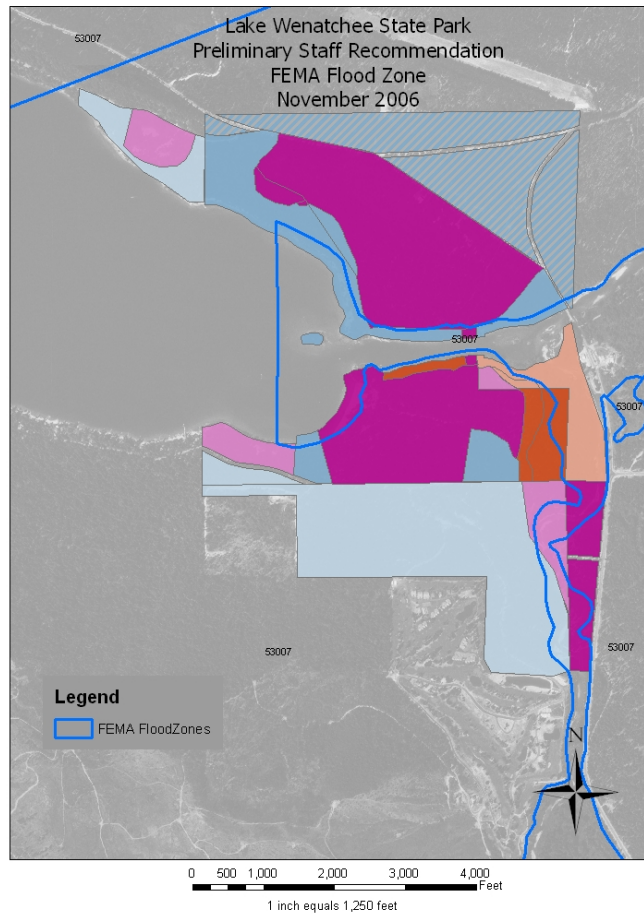 Lake Wenatchee State Park
Preliminary Staff Recommendation
FEMA Flood Zone
November 2006
53007
53007
53007
53007
53007
Legend
FEMA FloodZones
N
0 500 1,000 2,000 3,000 4,000
Feet
1 inch equals 1,250 feet